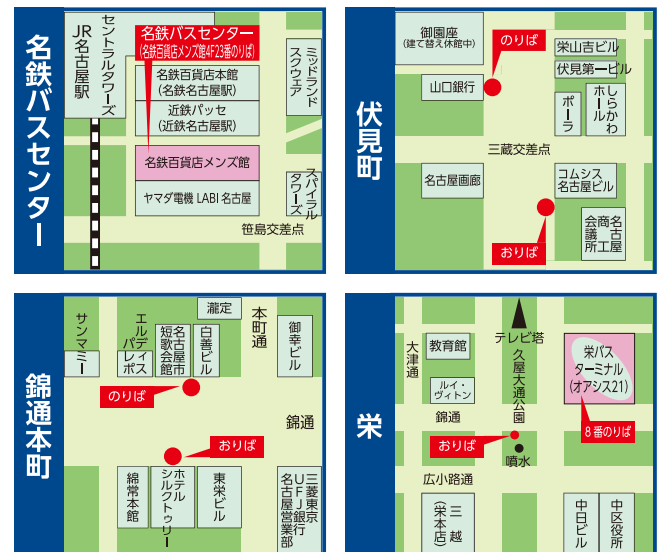 名鉄バスセンター
JR名古屋駅
セントラルタワーズ
名鉄バスセンター
(名鉄百貨店メンズ館4F23番のりば)
名鉄百貨店本館
(名鉄名古屋駅)
近鉄パッセ
(近鉄名古屋駅)
名鉄百貨店メンズ館
ヤマダ電機 LABI 名古屋
ミッドランド
スクウェア
スパイラル
タワーズ
笹島交差点
伏見町
御園座
(建て替え休館中)
のりば
栄山吉ビル
伏見第一ビル
山口銀行
ポーラ
しらかわ
ホール
三蔵交差点
名古屋画廊
コムシス
名古屋ビル
おりば
名古屋
商工
会議所
錦通本町
サンマミー
エルパディ
レイポス
名古屋市
短歌会館
白善ビル
瀧定
本町通
御幸ビル
のりば
錦通
おりば
綿常本館
ホテル
シルクトゥリー
東栄ビル
三菱東京
UFJ銀行
名古屋営業部
栄
大津通
教育館
ルイ・
ヴィトン
テレビ塔
久屋大通公園
栄バス
ターミナル
(オアシス21)
8番のりば
錦通
おりば
噴水
広小路通
三越
(栄本店)
中日ビル
中区役所